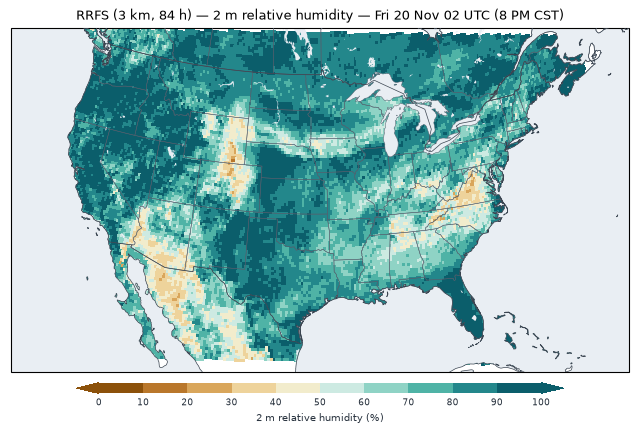 RRFS (3 km, 84 h) — 2 m relative humidity — Fri 20 Nov 02 UTC (8 PM CST)
0 10 20 30 40 50 60 70 80 90 100
2 m relative humidity (%)